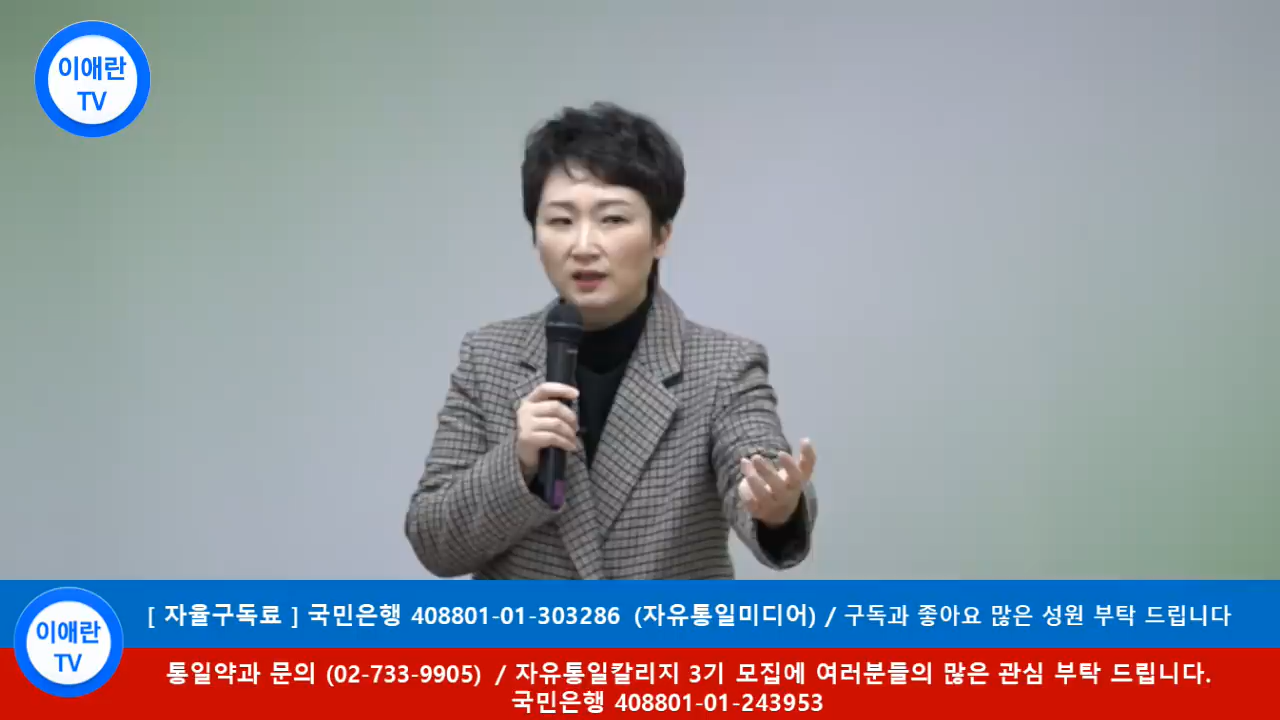 이애란
TV
[ 자율구독료 ] 국민은행 408801-01-303286 (자유통일미디어) / 구독과 좋아요 많은 성원 부탁 드립니다
이애란
TV
통일약과 문의 (02-733-9905) / 자유통일칼리지 3기 모집에 여러분들의 많은 관심 부탁 드립니다.
국민은행 408801-01-243953